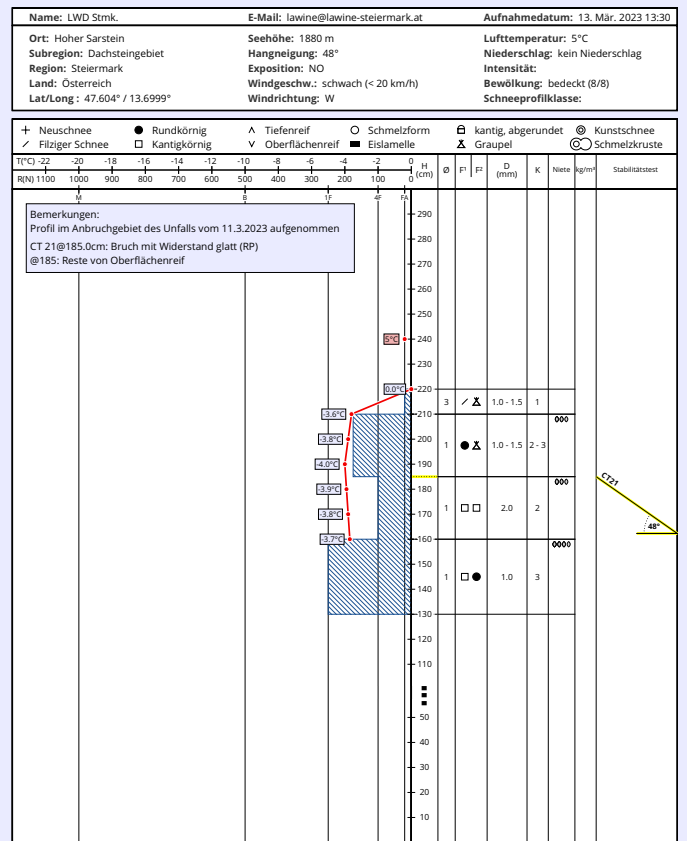 Name: LWD Stmk. E-Mail: lawine@lawine-steiermark.at Aufnahmedatum: 13. Mär. 2023 13:30
Ort: Hoher Sarstein Seehöhe: 1880 m Lufttemperatur: 5°C
Subregion: Dachsteingebiet Hangneigung: 48° Niederschlag: kein Niederschlag
Region: Steiermark Exposition: NO Intensität:
Land: Österreich Windgeschw.: schwach (< 20 km/h) Bewölkung: bedeckt (8/8)
Lat/Long : 47.604° / 13.6999° Windrichtung: W Schneeprofilklasse:
Neuschnee Rundkörnig Tiefenreif Schmelzform kantig, abgerundet Kunstschnee
Filziger Schnee Kantigkörnig Oberflächenreif Eislamelle Graupel Schmelzkruste
T(°C) -22 -20 -18 -16 -14 -12 -10 -8 -6 -4 -2 0
H (cm) Ø F¹ F² D (mm) K Niete kg/m³ Stabilitätstest
R(N) 1100 1000 900 800 700 600 500 400 300 200 100 0
M B 1F 4F FA
Bemerkungen:
Profil im Anbruchgebiet des Unfalls vom 11.3.2023 aufgenommen
CT 21@185.0cm: Bruch mit Widerstand glatt (RP)
@185: Reste von Oberflächenreif
290
280
270
260
250
5°C 240
230
0.0°C 220
3 1.0 - 1.5 1
-3.6°C 210
-3.8°C 200 1 1.0 - 1.5 2 - 3
-4.0°C 190
CT21
-3.9°C 180
170 1 2.0 2
-3.8°C
48°
-3.7°C 160
150
1 1.0 3
140
130
120
110
50
40
30
20
10